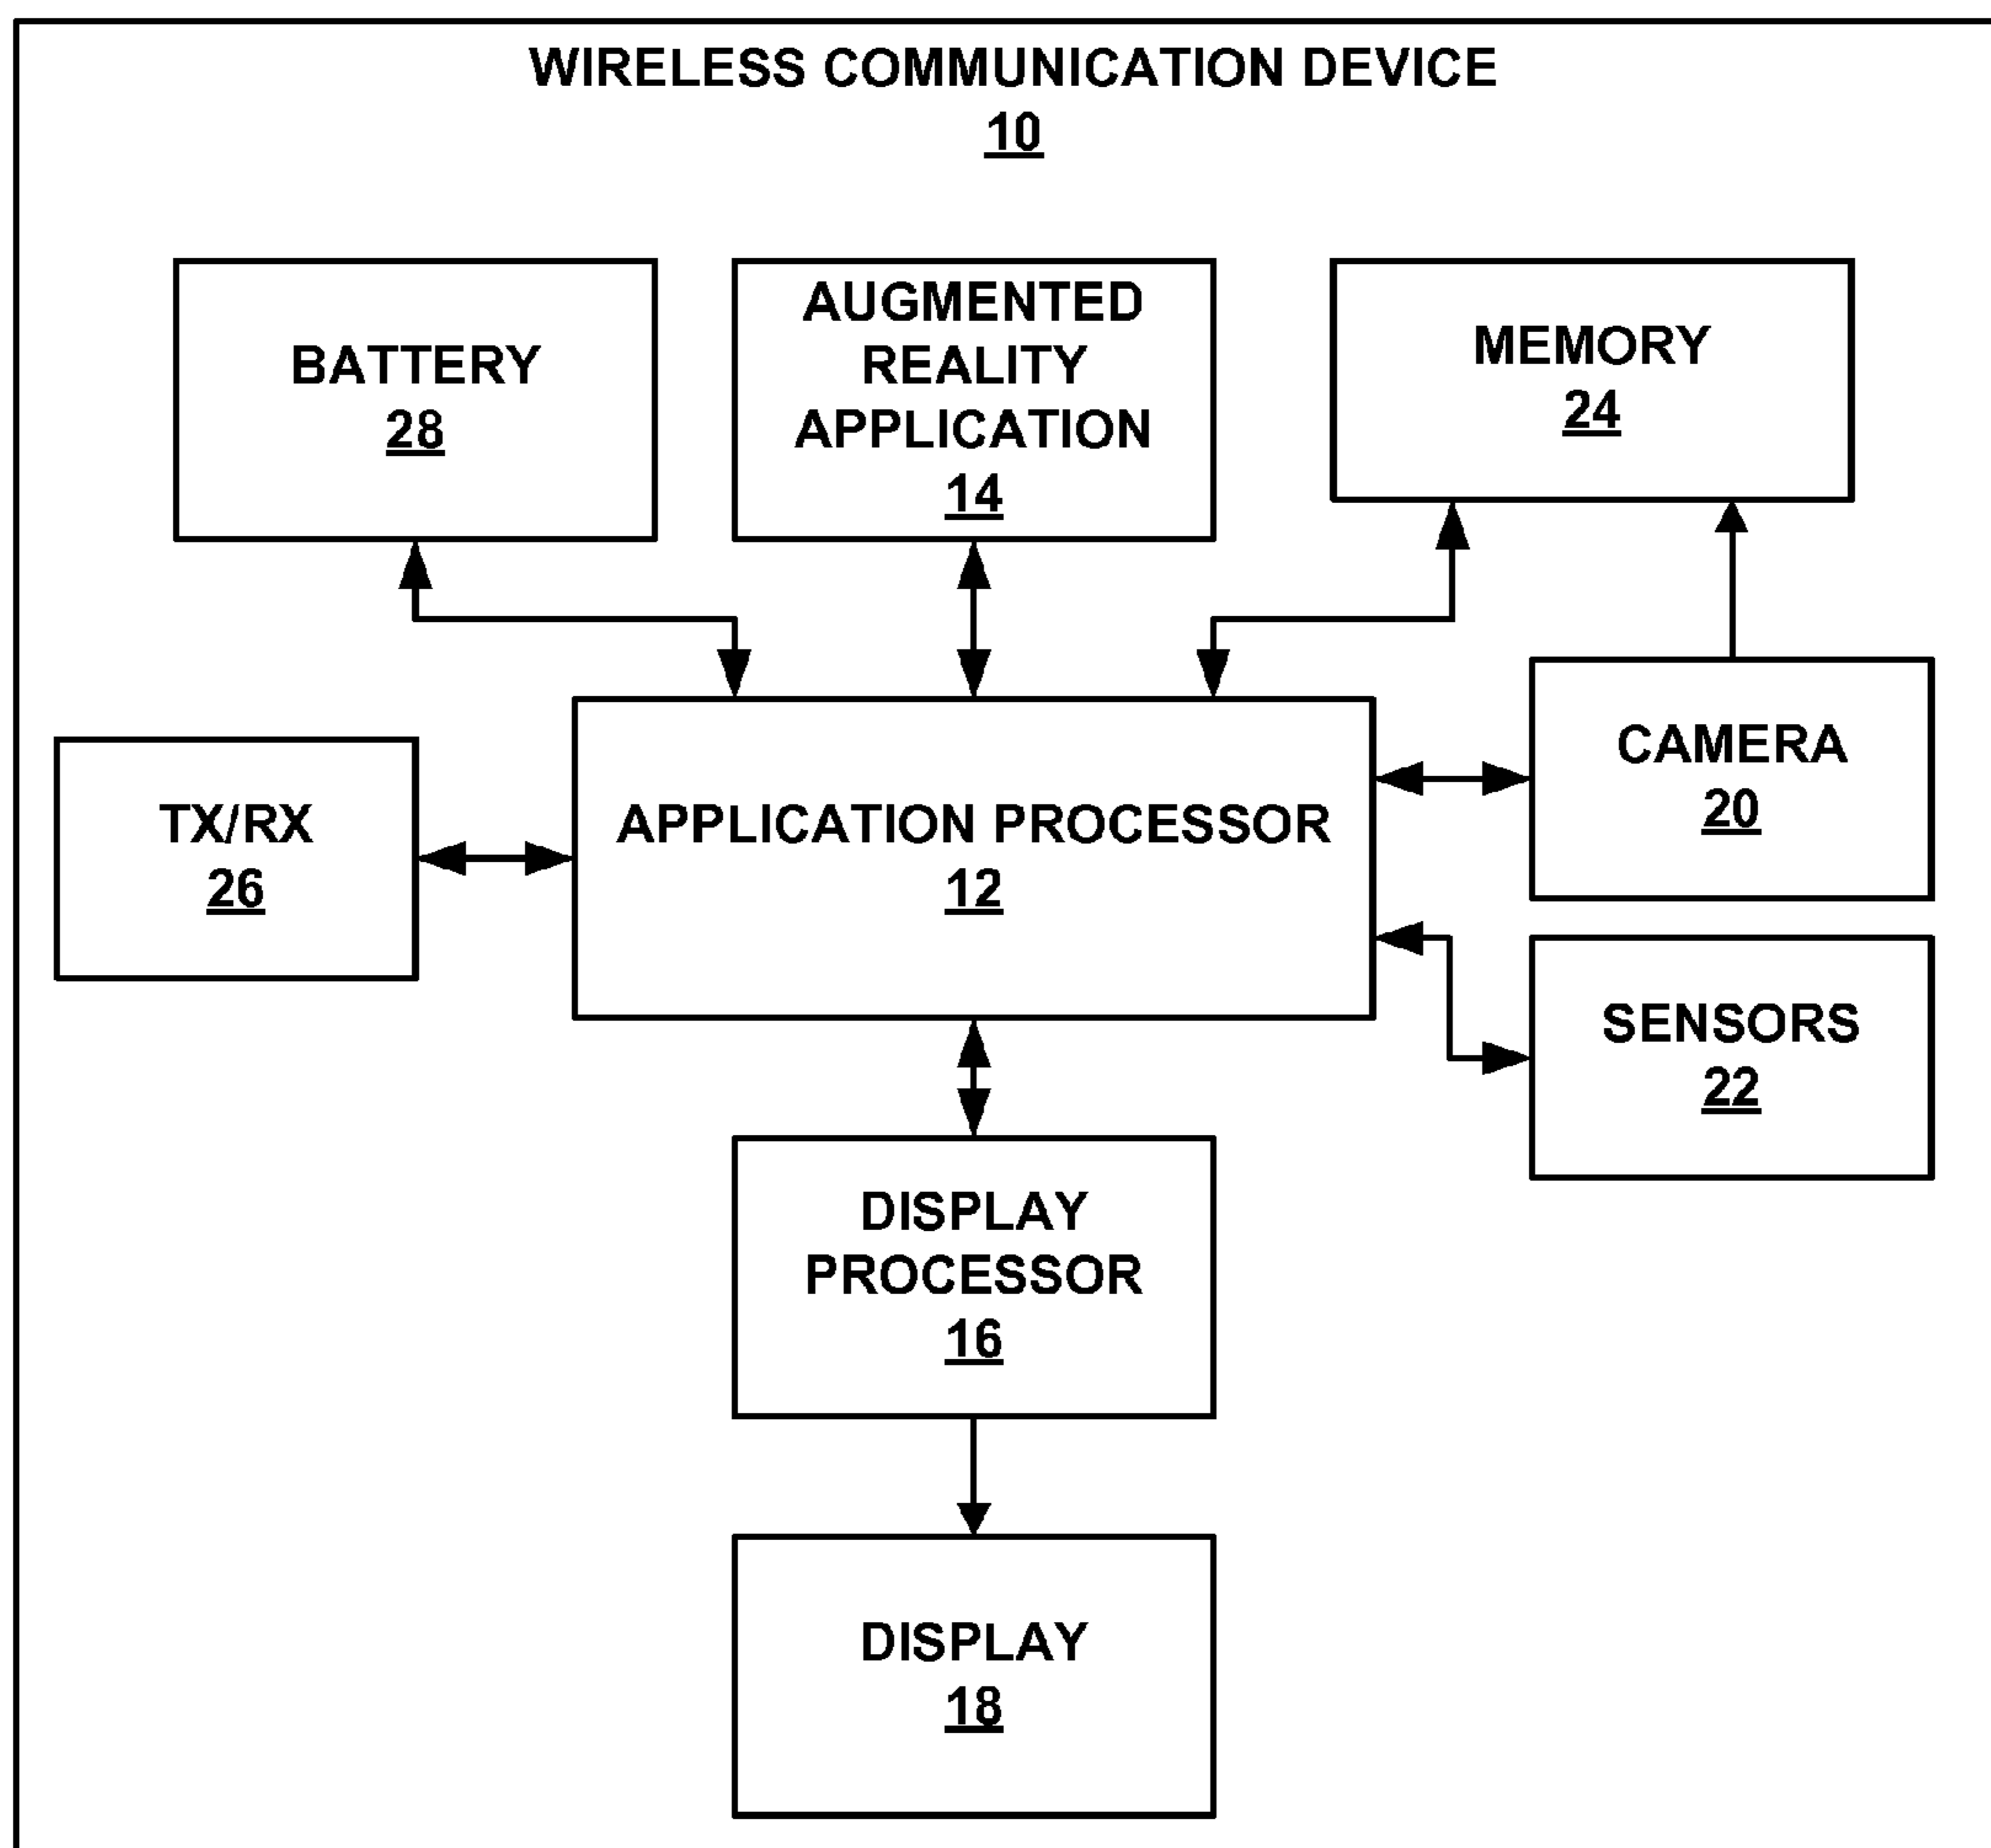 WIRELESS COMMUNICATION DEVICE
10
BATTERY
28
AUGMENTED
REALITY
APPLICATION
14
MEMORY
24
TX/RX
26
APPLICATION PROCESSOR
12
CAMERA
20
SENSORS
22
DISPLAY
PROCESSOR
16
DISPLAY
18